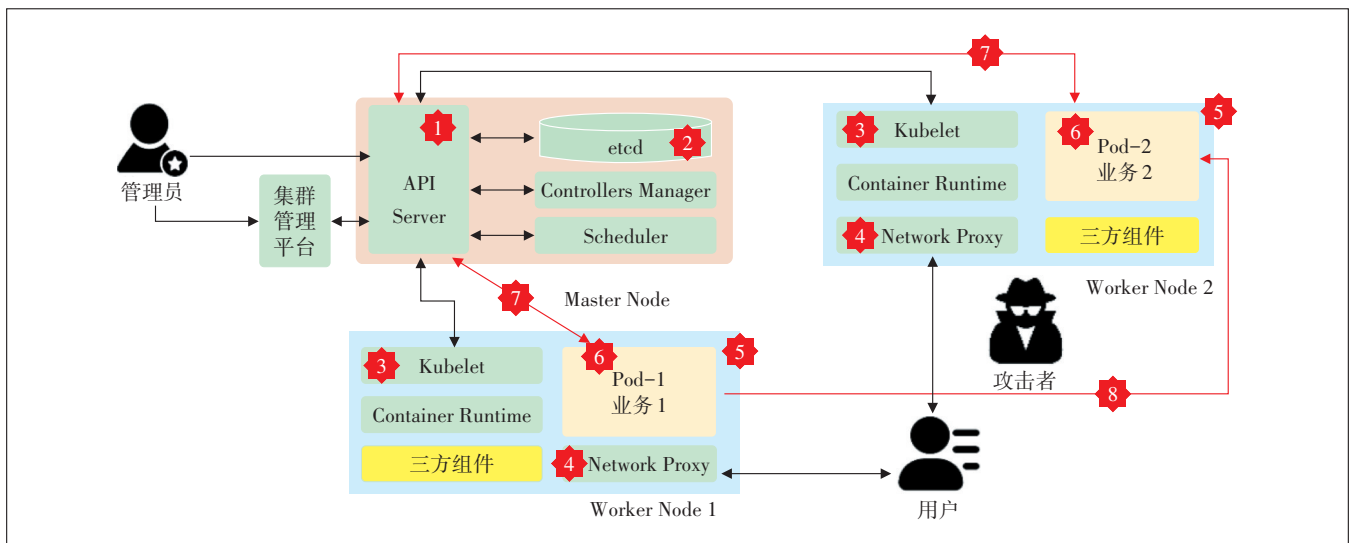 7
管理员
集群
管理
平台
1
API
Server
2
etcd
Controllers Manager
Scheduler
Master Node
7
3
Kubelet
Container Runtime
4
Network Proxy
5
6
Pod-2
业务2
三方组件
Worker Node 2
3
Kubelet
Container Runtime
三方组件
5
6
Pod-1
业务1
4
Network Proxy
Worker Node 1
8
攻击者
用户